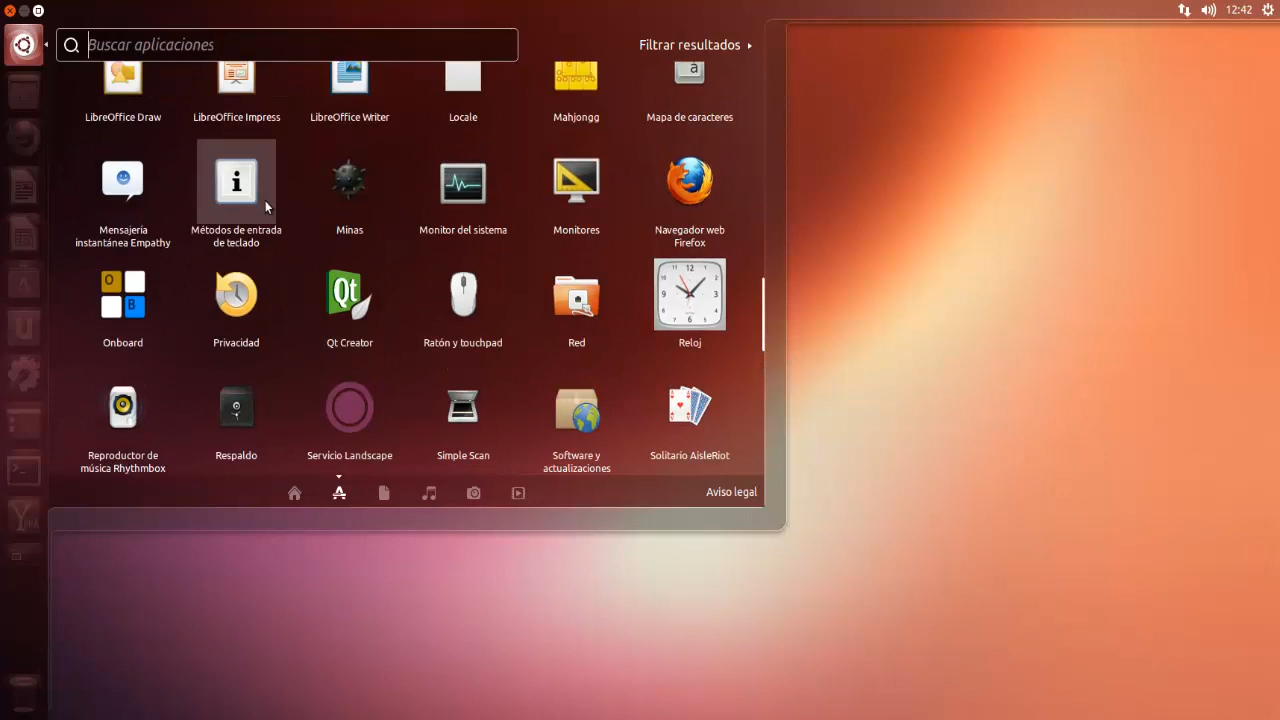 12:42
Buscar aplicaciones
Filtrar resultados
LibreOffice Draw
LibreOffice Impress
LibreOffice Writer
Locale
Mahjongg
Mapa de caracteres
Mensajería
instantánea Empathy
Métodos de entrada
de teclado
Minas
Monitor del sistema
Monitores
Navegador web
Firefox
Onboard
Privacidad
Qt Creator
Ratón y touchpad
Red
Reloj
Reproductor de
música Rhythmbox
Respaldo
Servicio Landscape
Simple Scan
Software y
actualizaciones
Solitario AisleRiot
Aviso legal